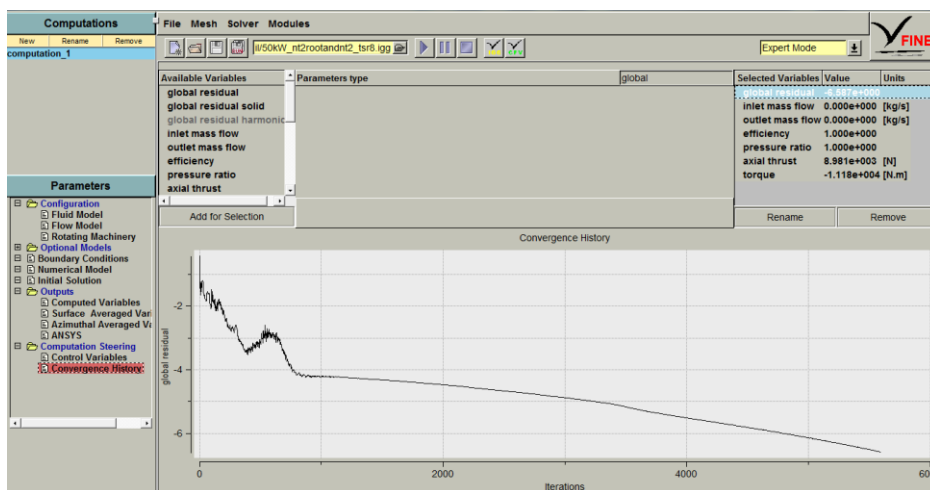 Computations
New Rename Remove
computation_1
File Mesh Solver Modules
il/50kW_nt2rootandnt2_tsr8.igg
Expert Mode
FINE
Available Variables
global residual
global residual solid
global residual harmonic
inlet mass flow
outlet mass flow
efficiency
pressure ratio
axial thrust
Add for Selection
Parameters type global
Selected Variables Value Units
global residual -6.587e+000
inlet mass flow 0.000e+000 [kg/s]
outlet mass flow 0.000e+000 [kg/s]
efficiency 1.000e+000
pressure ratio 1.000e+000
axial thrust 8.981e+003 [N]
torque -1.118e+004 [N.m]
Rename Remove
Parameters
Configuration
Fluid Model
Flow Model
Rotating Machinery
Optional Models
Boundary Conditions
Numerical Model
Initial Solution
Outputs
Computed Variables
Surface Averaged Vari
Azimuthal Averaged Va
ANSYS
Computation Steering
Control Variables
Convergence History
Convergence History
global residual
-2
-4
-6
0 2000 4000 60
Iterations